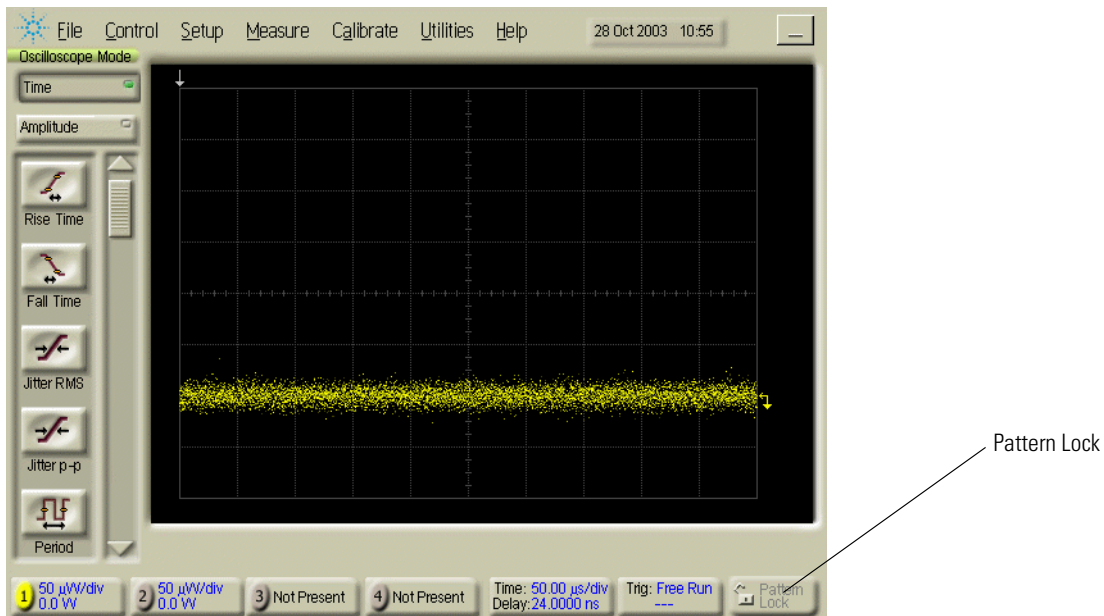 File Control Setup Measure Calibrate Utilities Help 28 Oct 2003 10:55
Oscilloscope Mode
Time
Amplitude
Rise Time
Fall Time
Jitter RMS
Jitter p-p
Period
Pattern Lock
1 50 µW/div
0.0 W
2 50 µW/div
0.0 W
3 Not Present
4 Not Present
Time: 50.00 µs/div
Delay:24.0000 ns
Trig: Free Run
---
Pattern
Lock